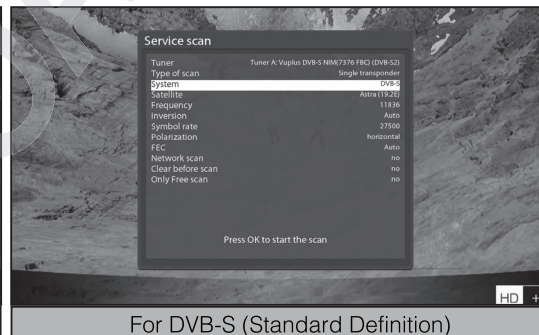 Service scan
Tuner Tuner A: Vuplus DVB-S NIM(7376 FBC) (DVB-S2)
Type of scan Single transponder
System DVB-S
Satellite Astra (19.2E)
Frequency 11836
Inversion Auto
Symbol rate 27500
Polarization horizontal
FEC Auto
Network scan no
Clear before scan no
Only Free scan no
Press OK to start the scan
HD +
For DVB-S (Standard Definition)